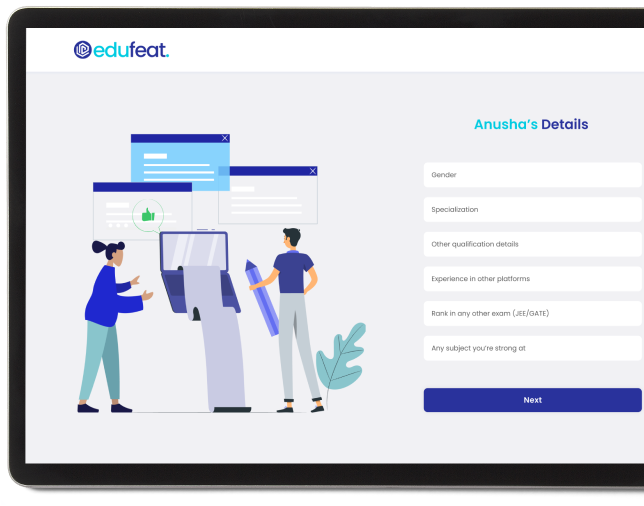 edufeat.
Anusha's Details
Gender
Specialization
Other qualification details
Experience in other platforms
Rank in any other exam (JEE/GATE)
Any subject you're strong at
Next